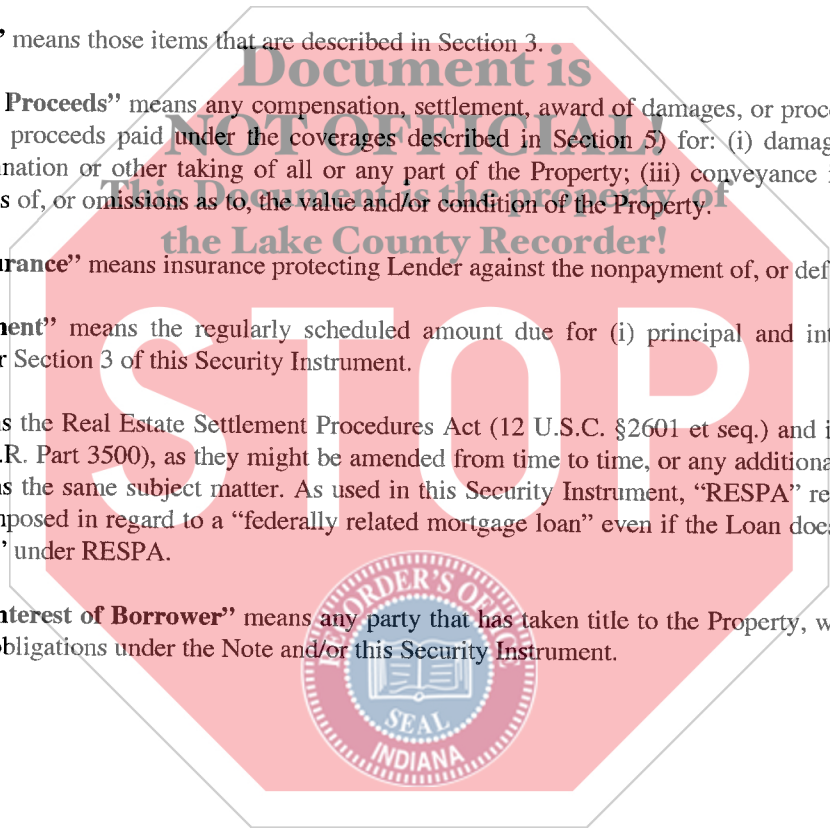 ” means those items that are described in Section 3.
Document is
Proceeds” means any compensation, settlement, award of damages, or proc
NOT OFFICIAL!
proceeds paid under the coverages described in Section 5) for: (i) damag
nation or other taking of all or any part of the Property; (iii) conveyance
This Document is the property of
s of, or omissions as to, the value and/or condition of the Property.
the Lake County Recorder!
rance” means insurance protecting Lender against the nonpayment of, or def
nent” means the regularly scheduled amount due for (i) principal and int
r Section 3 of this Security Instrument.
STOP
s the Real Estate Settlement Procedures Act (12 U.S.C. §2601 et seq.) and i
.R. Part 3500), as they might be amended from time to time, or any additiona
s the same subject matter. As used in this Security Instrument, “RESPA” re
nposed in regard to a “federally related mortgage loan” even if the Loan doe
” under RESPA.
RECORDER'S OFFICE
nterest of Borrower” means any party that has taken title to the Property, w
obligations under the Note and/or this Security Instrument.
SEAL
INDIANA